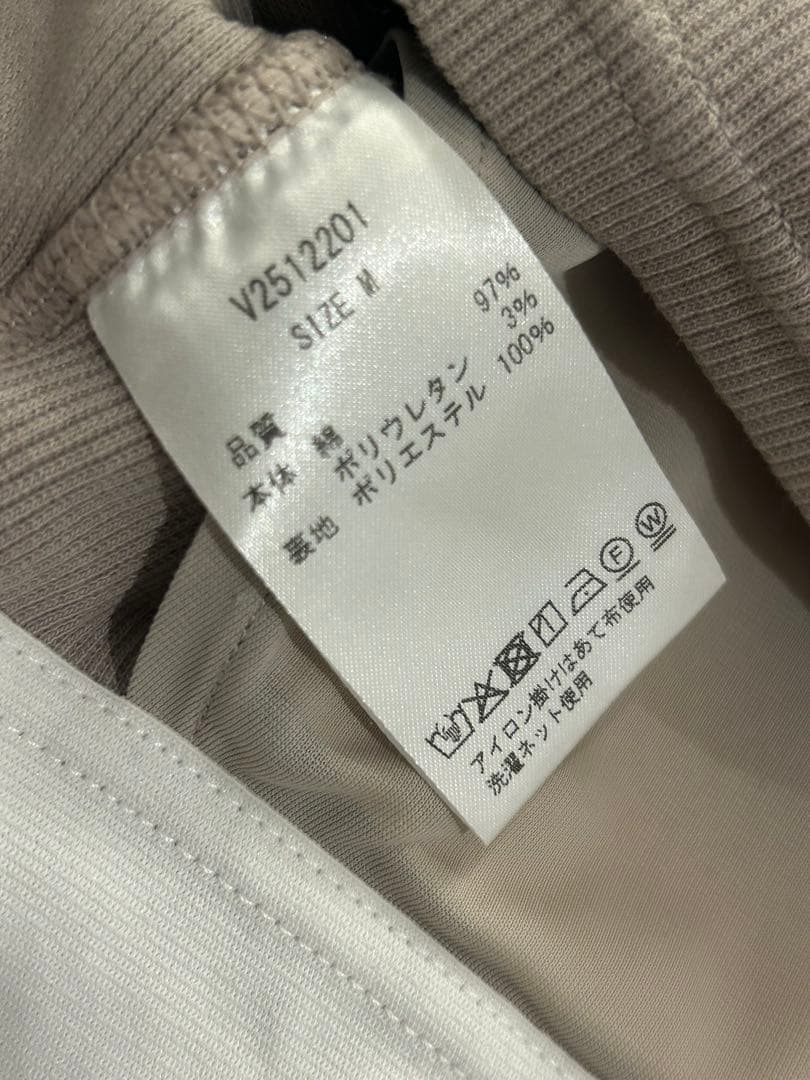 V2512201
SIZE M
品質
本体 綿 97%
ポリウレタン 3%
裏地 ポリエステル 100%
F W
アイロン掛けはあて布使用
洗濯ネット使用